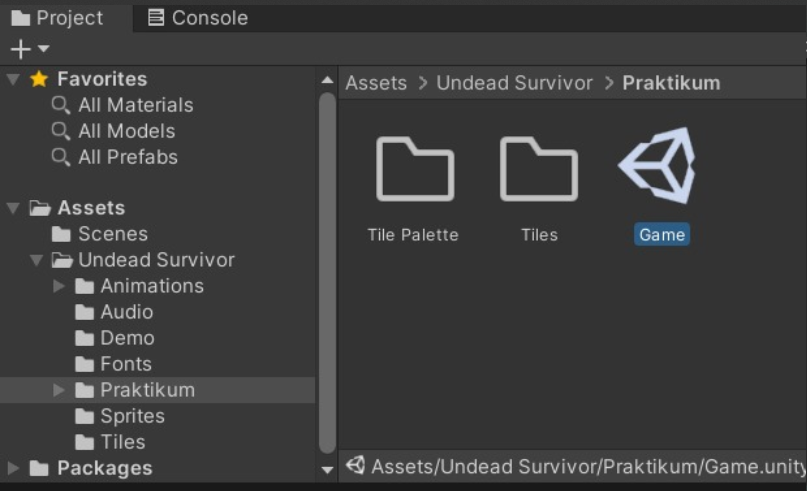 Project
Console
Favorites
All Materials
All Models
All Prefabs
Assets
Scenes
Undead Survivor
Animations
Audio
Demo
Fonts
Praktikum
Sprites
Tiles
Packages
Assets > Undead Survivor > Praktikum
Tile Palette
Tiles
Game
Assets/Undead Survivor/Praktikum/Game.unity